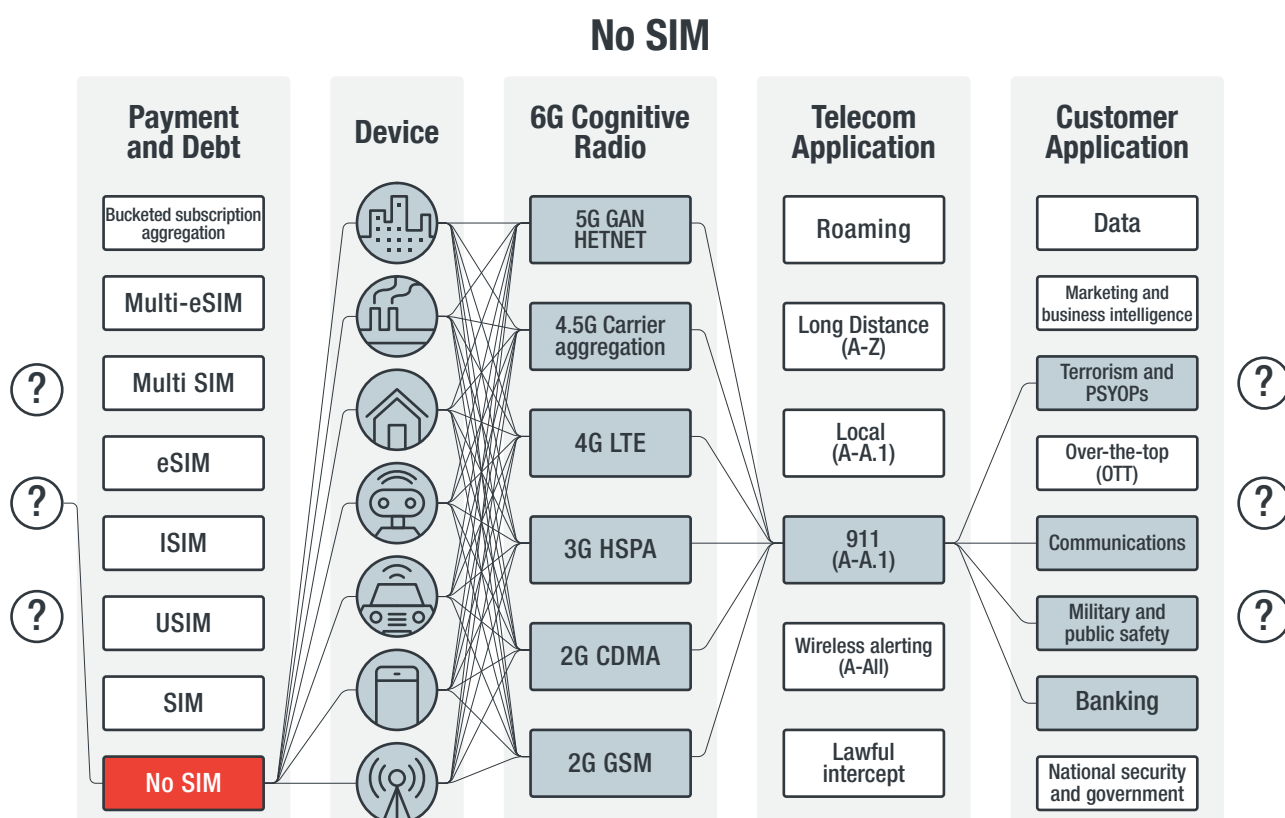 No SIM
Payment
and Debt
Bucketed subscription
aggregation
Multi-eSIM
Multi SIM
eSIM
ISIM
USIM
SIM
No SIM
Device
6G Cognitive
Radio
5G GAN
HETNET
4.5G Carrier
aggregation
4G LTE
3G HSPA
2G CDMA
2G GSM
Telecom
Application
Roaming
Long Distance
(A-Z)
Local
(A-A.1)
911
(A-A.1)
Wireless alerting
(A-All)
Lawful
intercept
Customer
Application
Data
Marketing and
business intelligence
Terrorism and
PSYOPs
Over-the-top
(OTT)
Communications
Military and
public safety
Banking
National security
and government
?
?
?
?
?
?